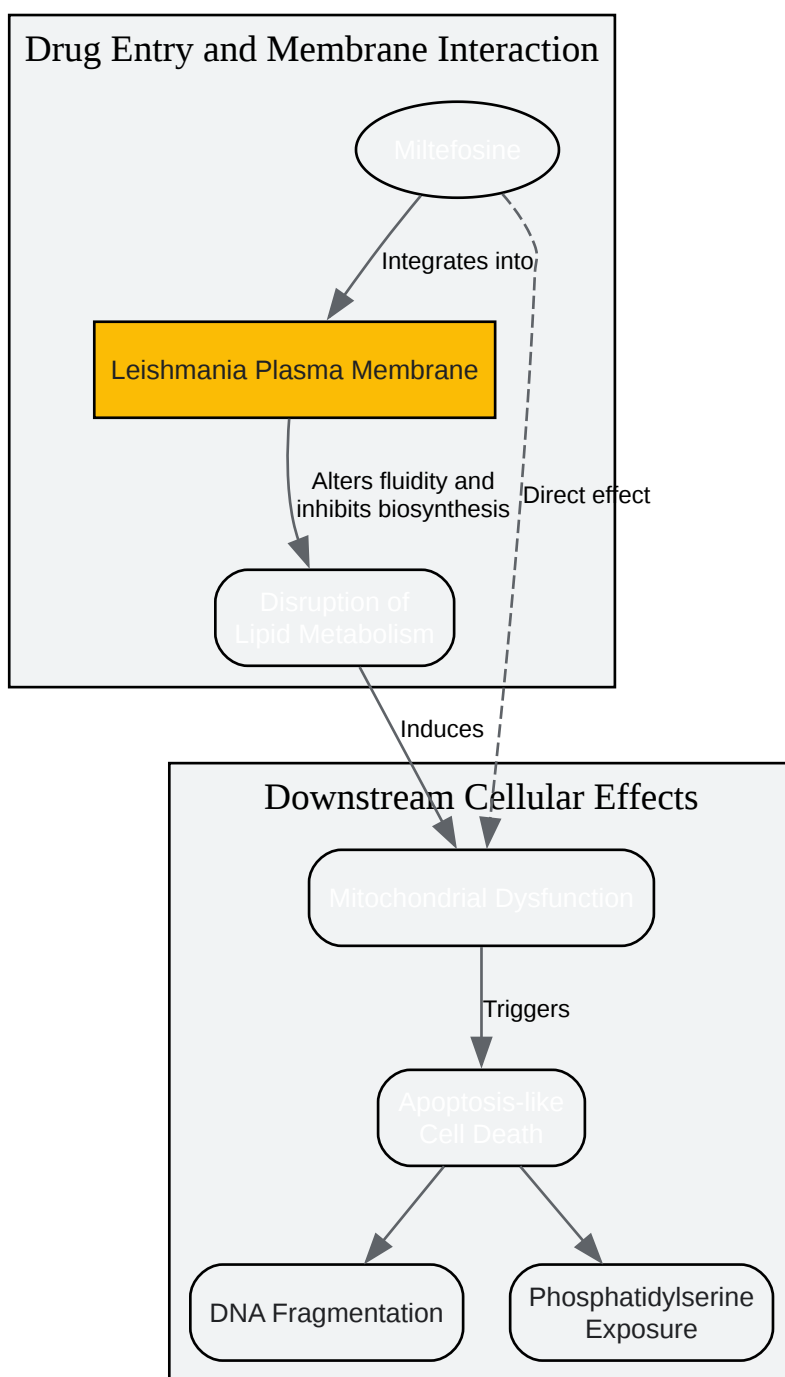 Drug Entry and Membrane Interaction
Miltefosine
Integrates into
Leishmania Plasma Membrane
Alters fluidity and
inhibits biosynthesis
Direct effect
Disruption of
Lipid Metabolism
Induces
Downstream Cellular Effects
Mitochondrial Dysfunction
Triggers
Apoptosis-like
Cell Death
DNA Fragmentation
Phosphatidylserine
Exposure